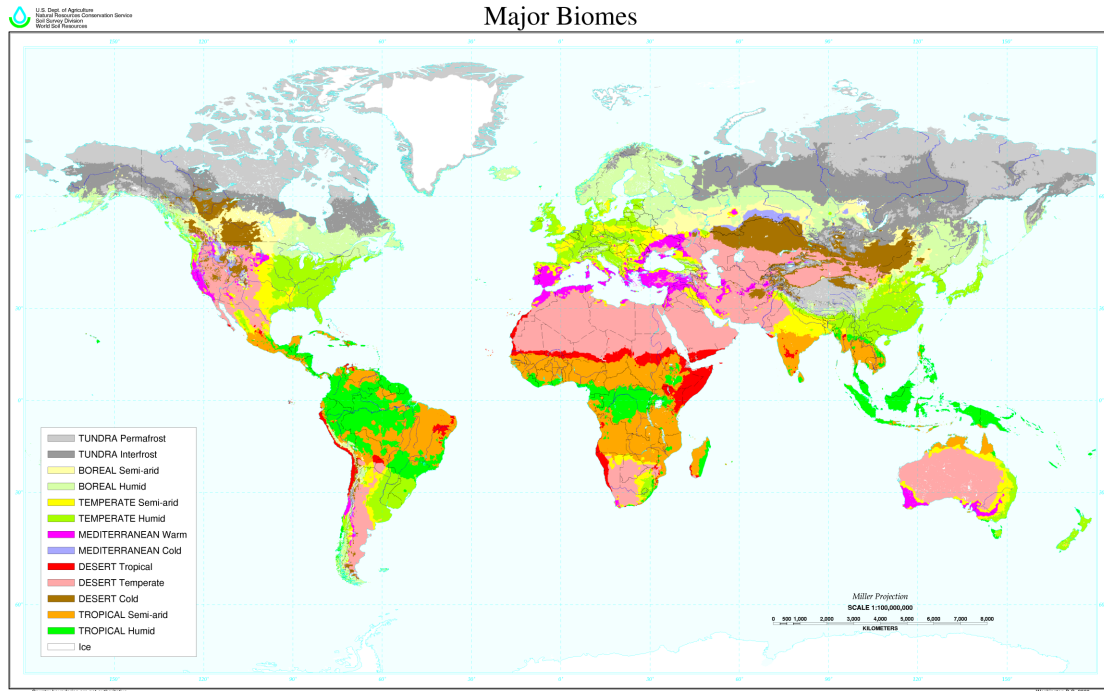 U.S. Dept. of Agriculture
Natural Resources Conservation Service
Soil Survey Division
World Soil Resources
Major Biomes
TUNDRA Permafrost
TUNDRA Interfrost
BOREAL Semi-arid
BOREAL Humid
TEMPERATE Semi-arid
TEMPERATE Humid
MEDITERRANEAN Warm
MEDITERRANEAN Cold
DESERT Tropical
DESERT Temperate
DESERT Cold
TROPICAL Semi-arid
TROPICAL Humid
Ice
Miller Projection
SCALE 1:100,000,000
0 500 1,000 2,000 3,000 4,000 5,000 6,000 7,000 8,000
KILOMETERS